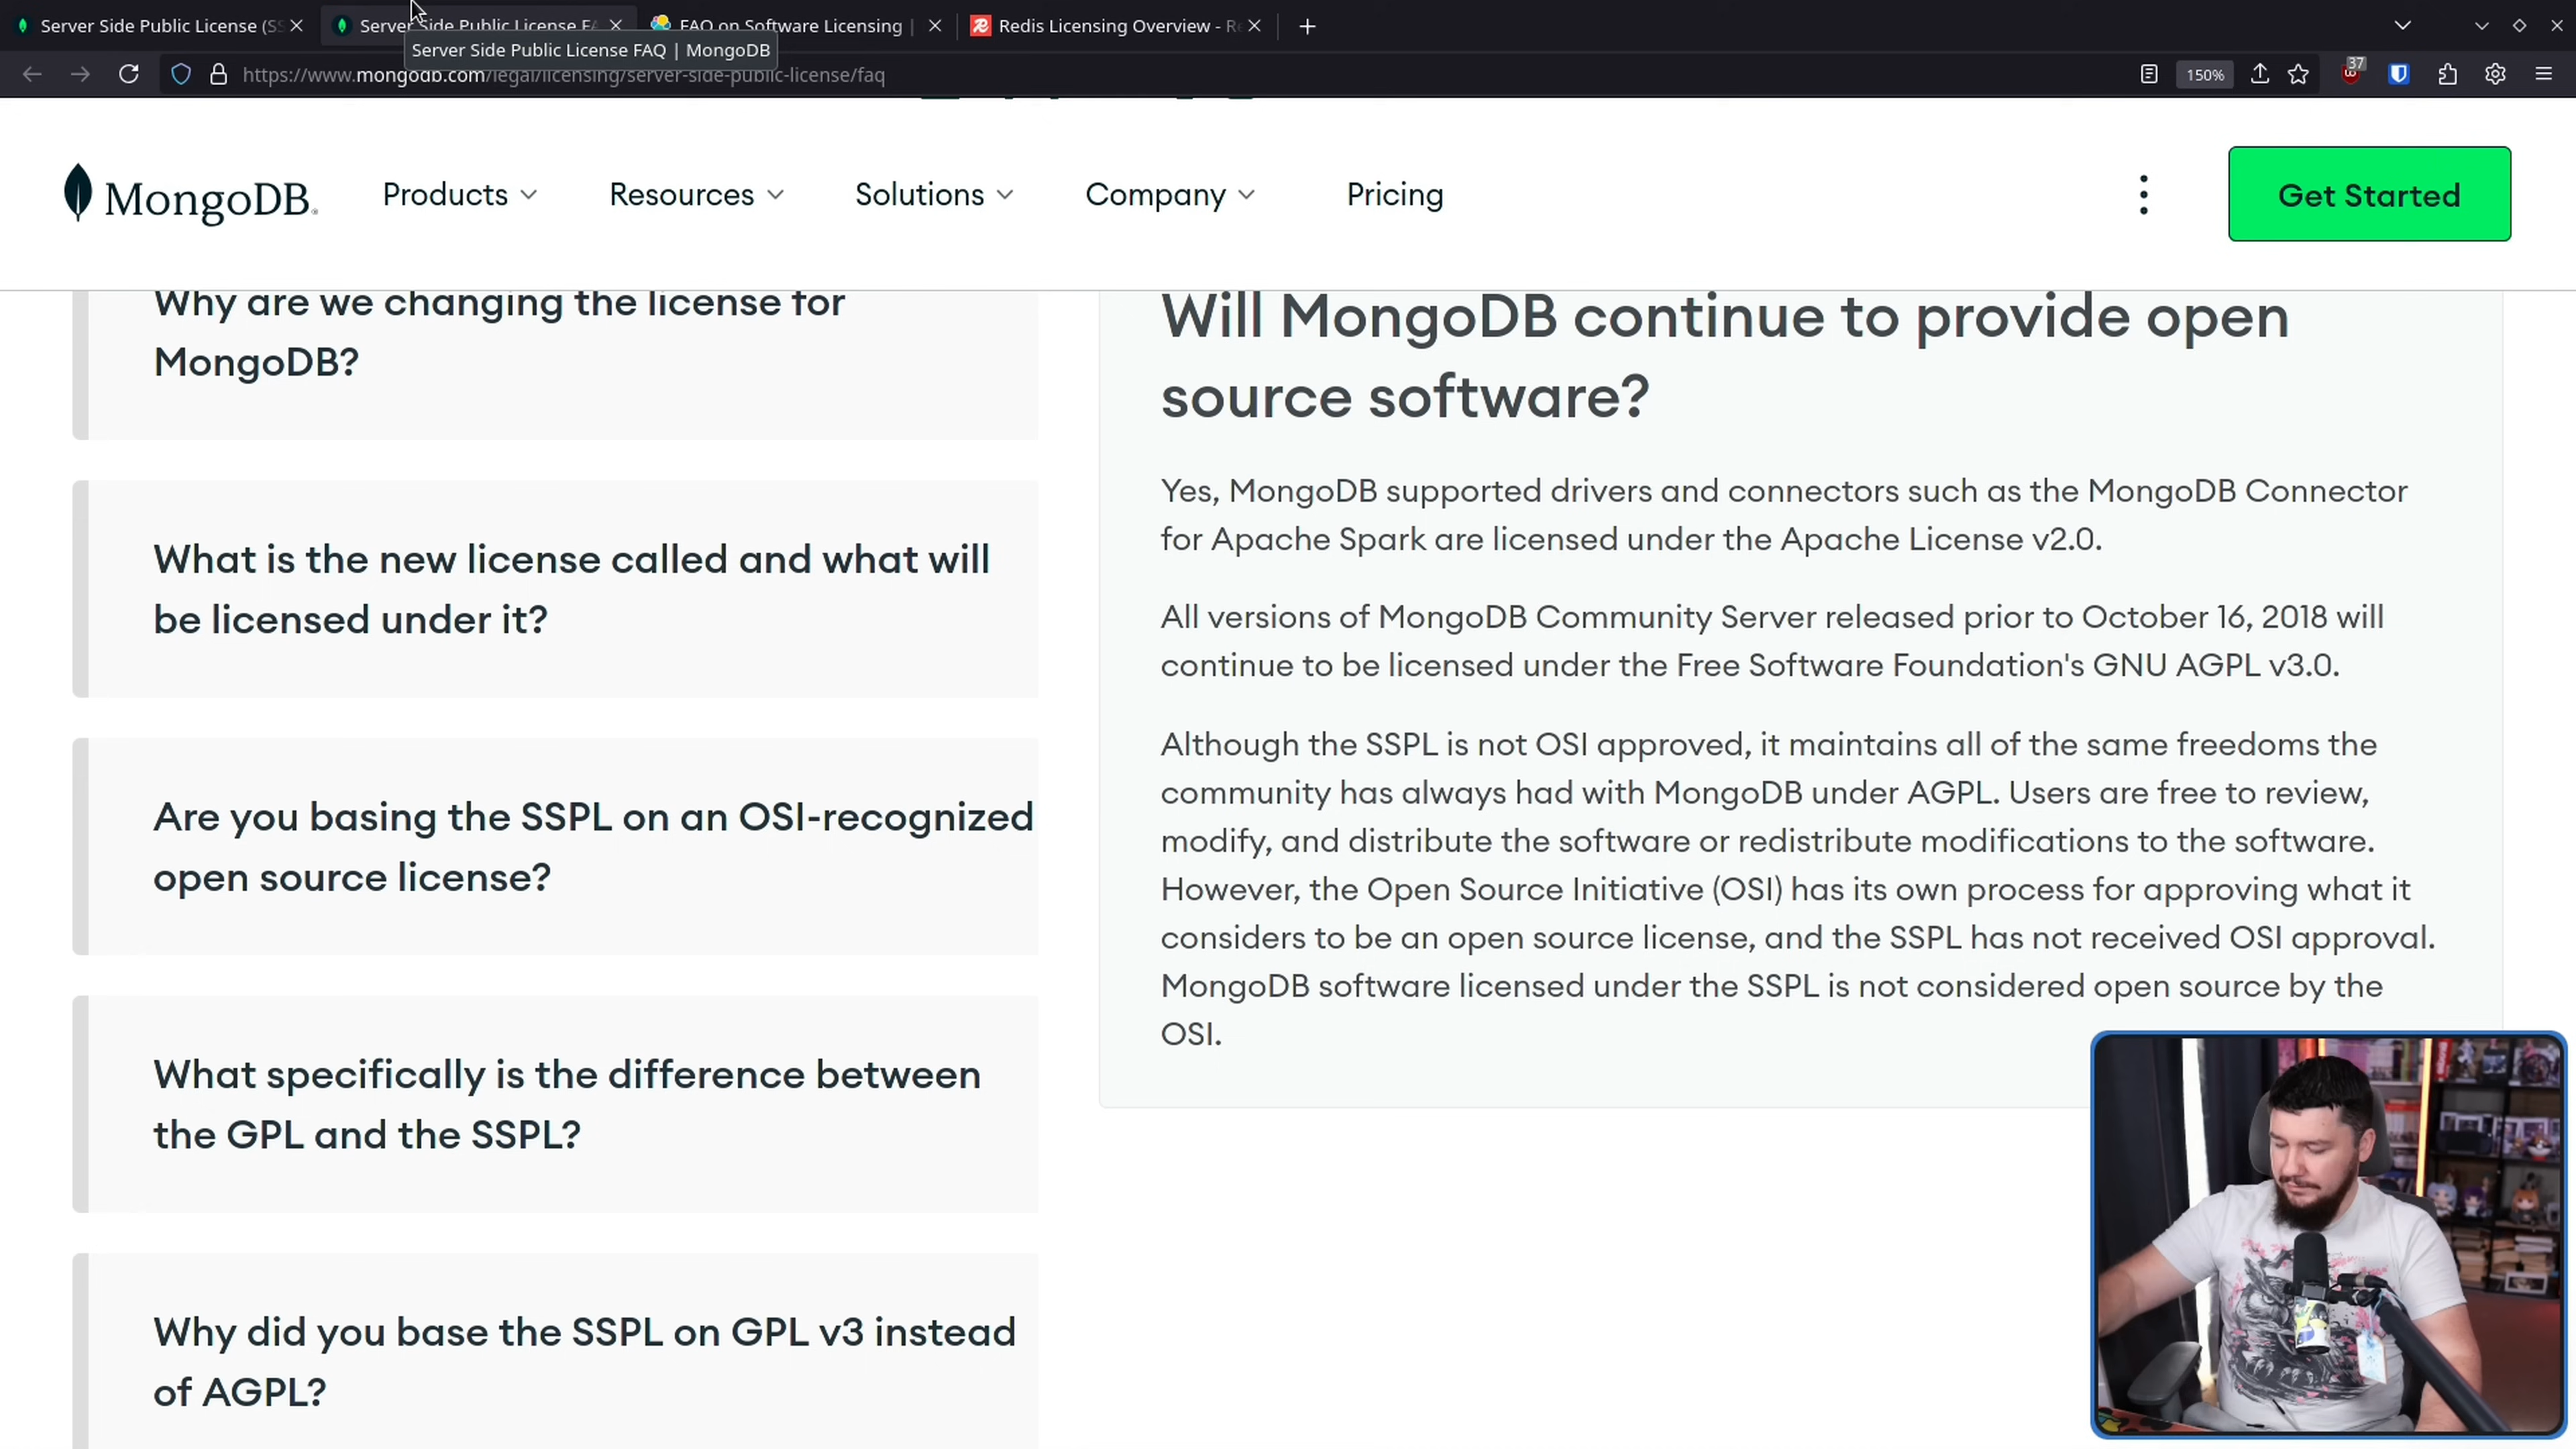 Server Side Public License (SS
Server Side Public License FA
FAQ on Software Licensing |
Redis Licensing Overview - Re
Server Side Public License FAQ | MongoDB
https://www.mongodb.com/legal/licensing/server-side-public-license/faq
150%
37
MongoDB.
Products
Resources
Solutions
Company
Pricing
Get Started
Why are we changing the license for
MongoDB?
What is the new license called and what will
be licensed under it?
Are you basing the SSPL on an OSI-recognized
open source license?
What specifically is the difference between
the GPL and the SSPL?
Why did you base the SSPL on GPL v3 instead
of AGPL?
Will MongoDB continue to provide open
source software?
Yes, MongoDB supported drivers and connectors such as the MongoDB Connector
for Apache Spark are licensed under the Apache License v2.0.
All versions of MongoDB Community Server released prior to October 16, 2018 will
continue to be licensed under the Free Software Foundation's GNU AGPL v3.0.
Although the SSPL is not OSI approved, it maintains all of the same freedoms the
community has always had with MongoDB under AGPL. Users are free to review,
modify, and distribute the software or redistribute modifications to the software.
However, the Open Source Initiative (OSI) has its own process for approving what it
considers to be an open source license, and the SSPL has not received OSI approval.
MongoDB software licensed under the SSPL is not considered open source by the
OSI.